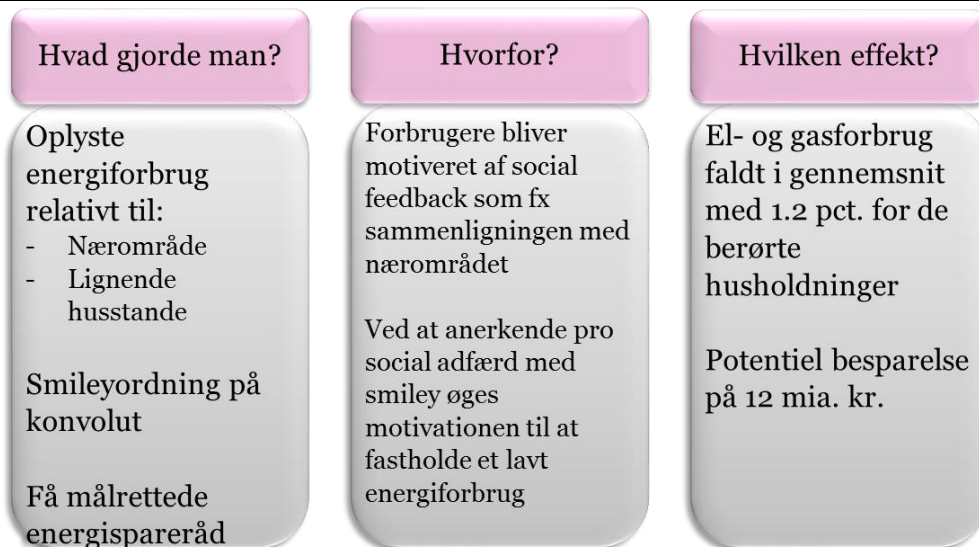 Hvad gjorde man?
Oplyste
energiforbrug
relativt til:
- Nærområde
- Lignende
husstande
Smileyordning på
konvolut
Få målrettede
energispareråd
Hvorfor?
Forbrugere bliver
motiveret af social
feedback som fx
sammenligningen med
nærområdet
Ved at anerkende pro
social adfærd med
smiley øges
motivationen til at
fastholde et lavt
energiforbrug
Hvilken effekt?
El- og gasforbrug
faldt i gennemsnit
med 1.2 pct. for de
berørte
husholdninger
Potentiel besparelse
på 12 mia. kr.